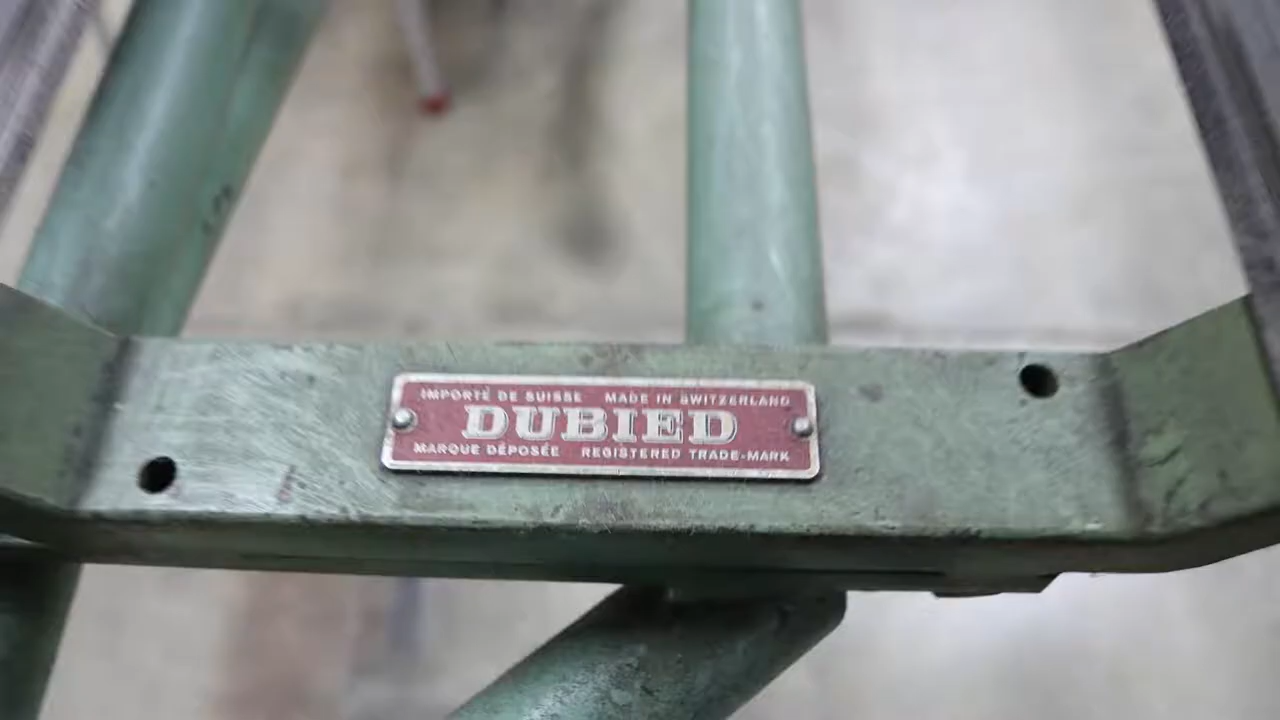 IMPORTÉ DE SUISSE MADE IN SWITZERLAND
DUBIED
MARQUE DÉPOSÉE REGISTERED TRADE-MARK